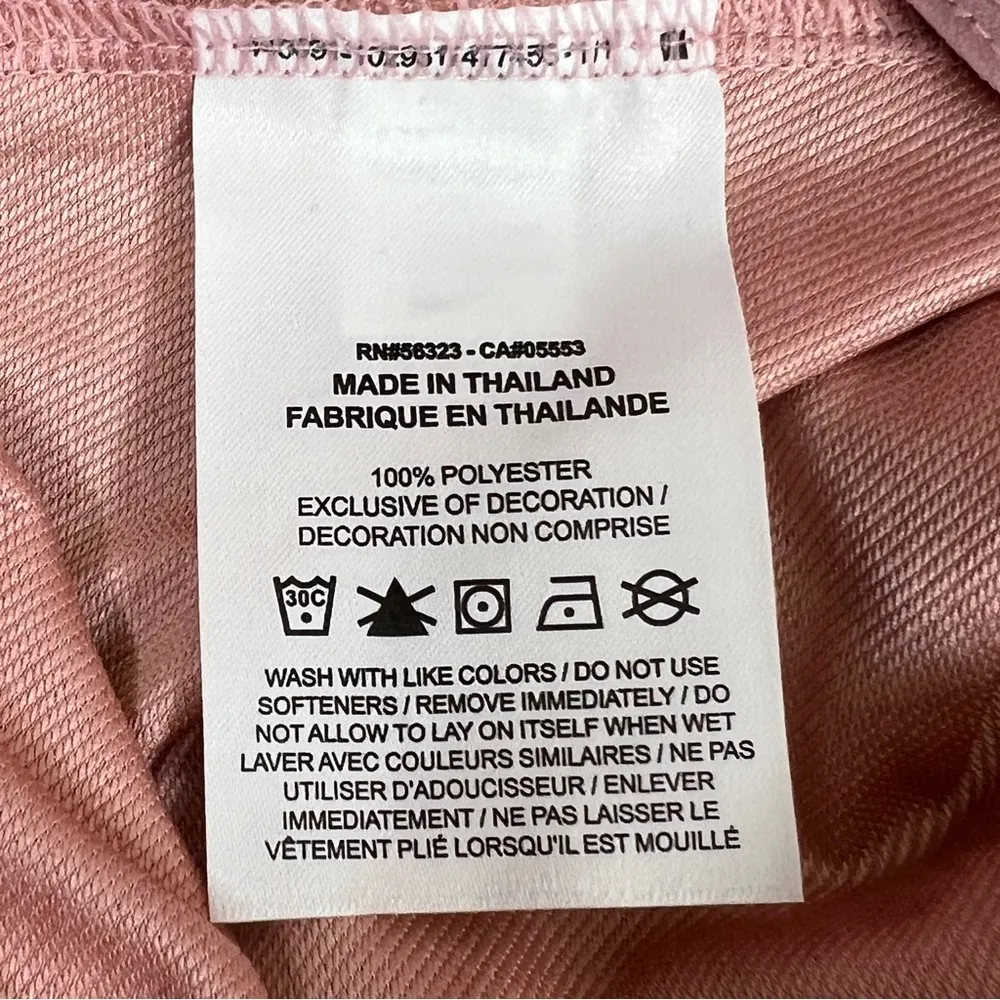 RN#56323 - CA#05553
MADE IN THAILAND
FABRIQUE EN THAILANDE
100% POLYESTER
EXCLUSIVE OF DECORATION /
DECORATION NON COMPRISE
30C
WASH WITH LIKE COLORS / DO NOT USE
SOFTENERS / REMOVE IMMEDIATELY / DO
NOT ALLOW TO LAY ON ITSELF WHEN WET
LAVER AVEC COULEURS SIMILAIRES / NE PAS
UTILISER D'ADOUCISSEUR / ENLEVER
IMMEDIATEMENT / NE PAS LAISSER LE
VÊTEMENT PLIÉ LORSQU'IL EST MOUILLÉ